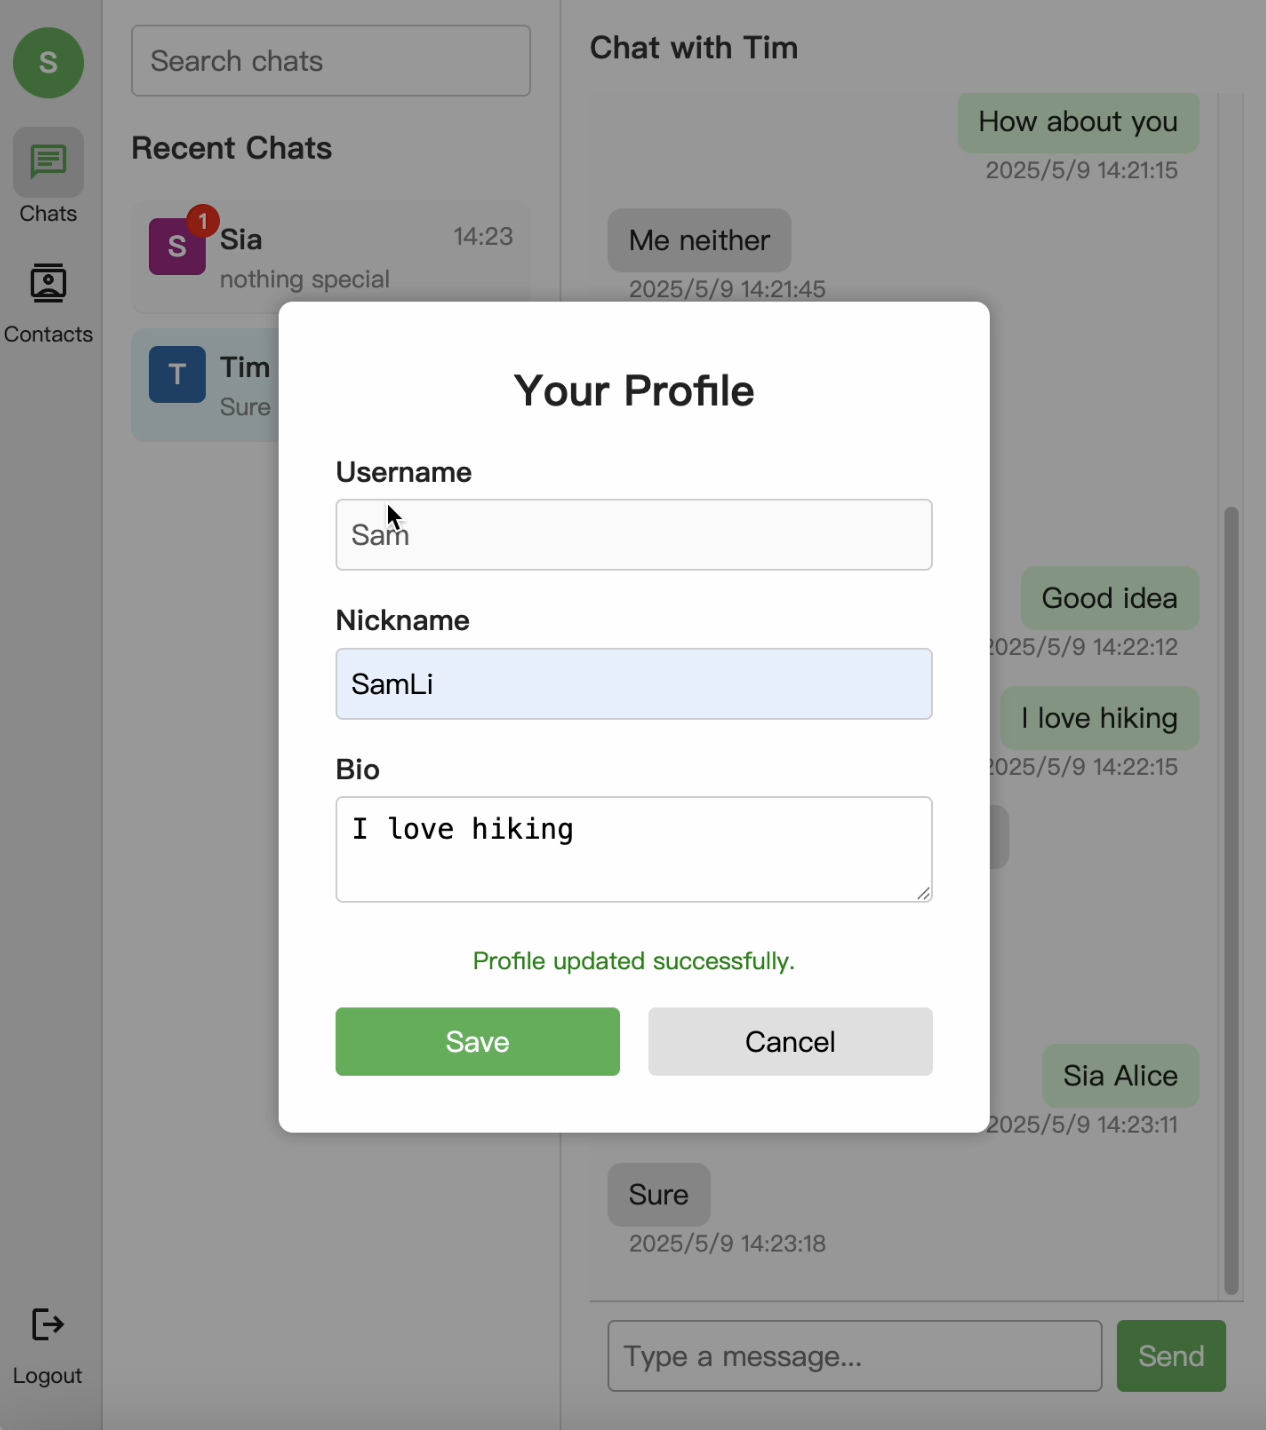 S
Chats
Contacts
Logout
Search chats
Recent Chats
S
1
Sia
14:23
nothing special
T
Tim
Sure
Chat with Tim
How about you
2025/5/9 14:21:15
Me neither
2025/5/9 14:21:45
Good idea
2025/5/9 14:22:12
I love hiking
2025/5/9 14:22:15
Sia Alice
2025/5/9 14:23:11
Sure
2025/5/9 14:23:18
Type a message...
Send
Your Profile
Username
Sam
Nickname
SamLi
Bio
I love hiking
Profile updated successfully.
Save
Cancel